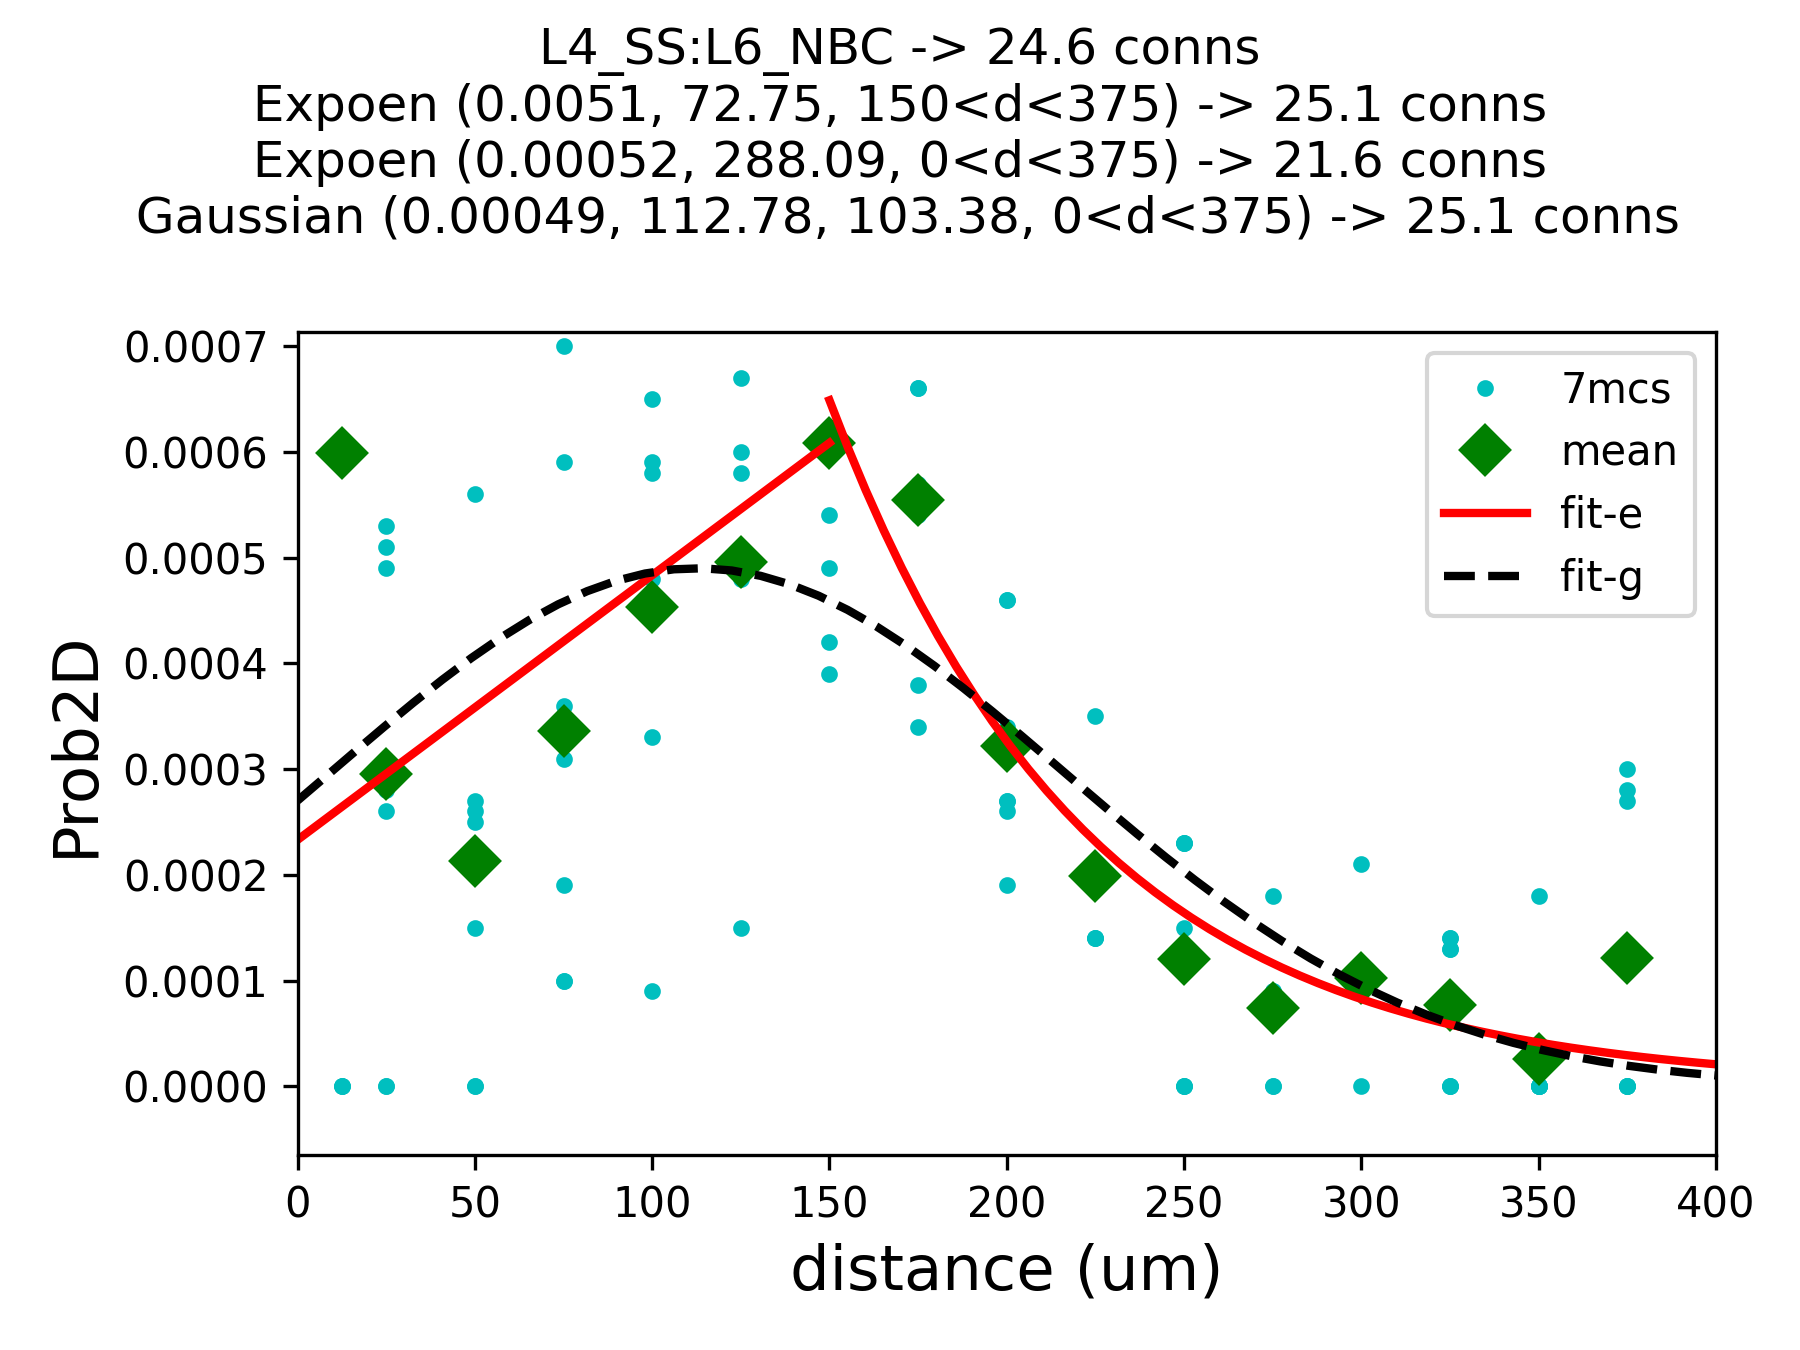 L4_SS:L6_NBC -> 24.6 conns
Expoen (0.0051, 72.75, 150<d<375) -> 25.1 conns
Expoen (0.00052, 288.09, 0<d<375) -> 21.6 conns
Gaussian (0.00049, 112.78, 103.38, 0<d<375) -> 25.1 conns
0.0007
0.0006
0.0005
0.0004
0.0003
0.0002
0.0001
0.0000
Prob2D
7mcs
mean
fit-e
fit-g
0 50 100 150 200 250 300 350 400
distance (um)